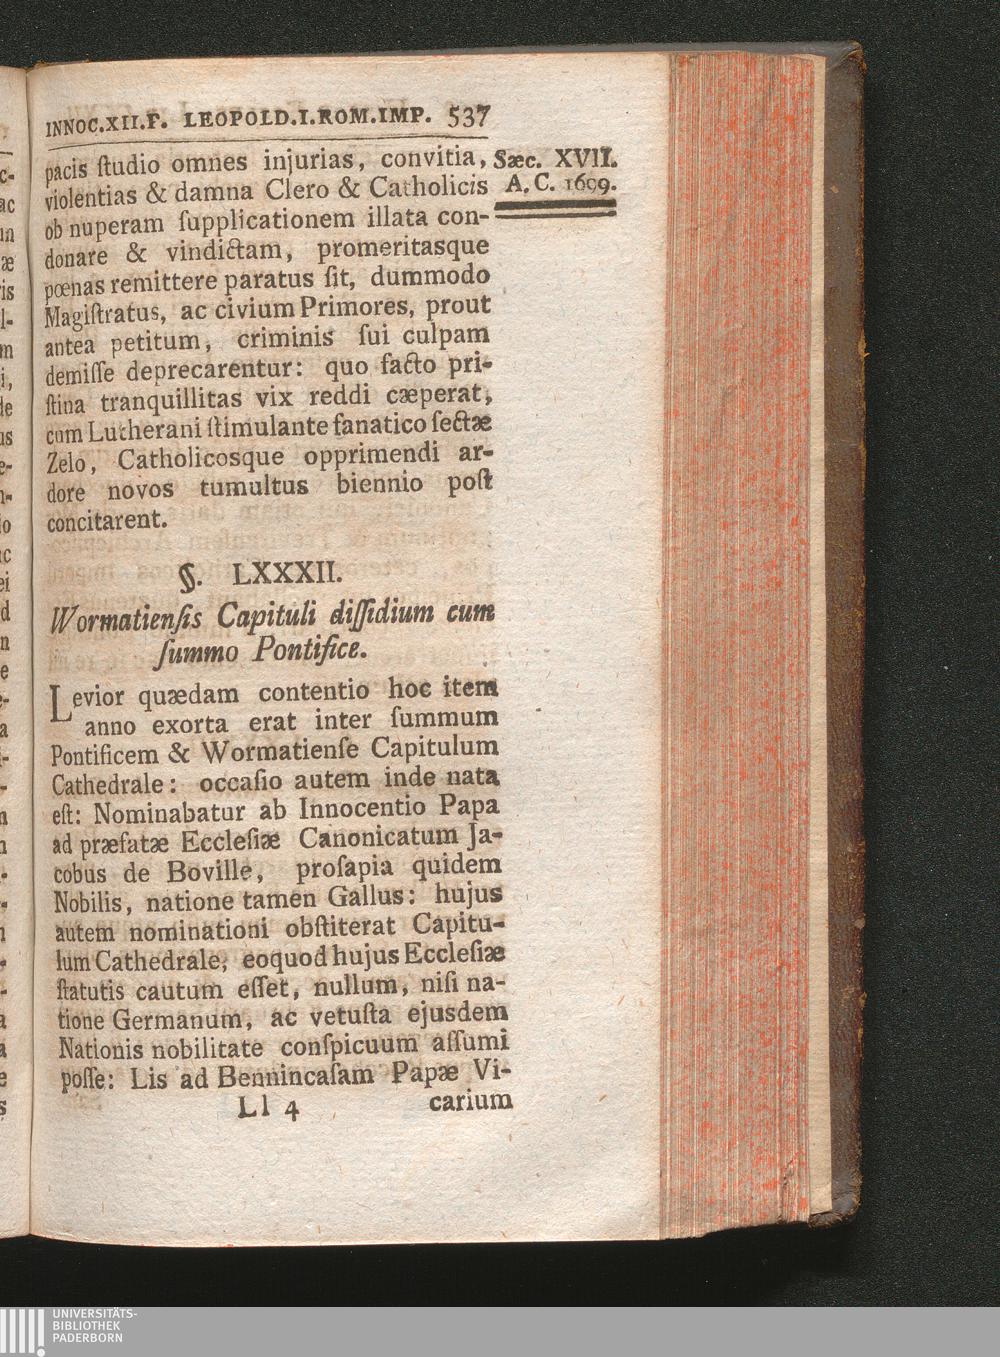 INNOC.XII.P. LEOPOLD.I.ROM.IMP. 537
Sæc. XVII.
A. C. 1699.
pacis ſtudio omnes injurias, convitia,
violentias & damna Clero & Catholicis
ob nuperam ſupplicationem illata con-
donare & vindictam, promeritasque
pœnas remittere paratus ſit, dummodo
Magiſtratus, ac civium Primores, prout
antea petitum, criminis ſui culpam
demiſſe deprecarentur: quo facto pri-
ſtina tranquillitas vix reddi cæperat,
cum Lutherani ſtimulante fanatico ſectæ
Zelo, Catholicosque opprimendi ar-
dore novos tumultus biennio poſt
concitarent.
§. LXXXII.
Wormatienſis Capituli diſſidium cum
ſummo Pontifice.
Levior quædam contentio hoc item
anno exorta erat inter ſummum
Pontificem & Wormatienſe Capitulum
Cathedrale: occaſio autem inde nata
eſt: Nominabatur ab Innocentio Papa
ad præfatæ Eccleſiæ Canonicatum Ja-
cobus de Boville, proſapia quidem
Nobilis, natione tamen Gallus: hujus
autem nominationi obſtiterat Capitu-
lum Cathedrale, eoquod hujus Eccleſiæ
ſtatutis cautum eſſet, nullum, niſi na-
tione Germanum, ac vetuſta ejusdem
Nationis nobilitate conſpicuum aſſumi
poſſe: Lis ad Bennincaſam Papæ Vi-
Ll 4 carium
UNIVERSITÄTS-
BIBLIOTHEK
PADERBORN